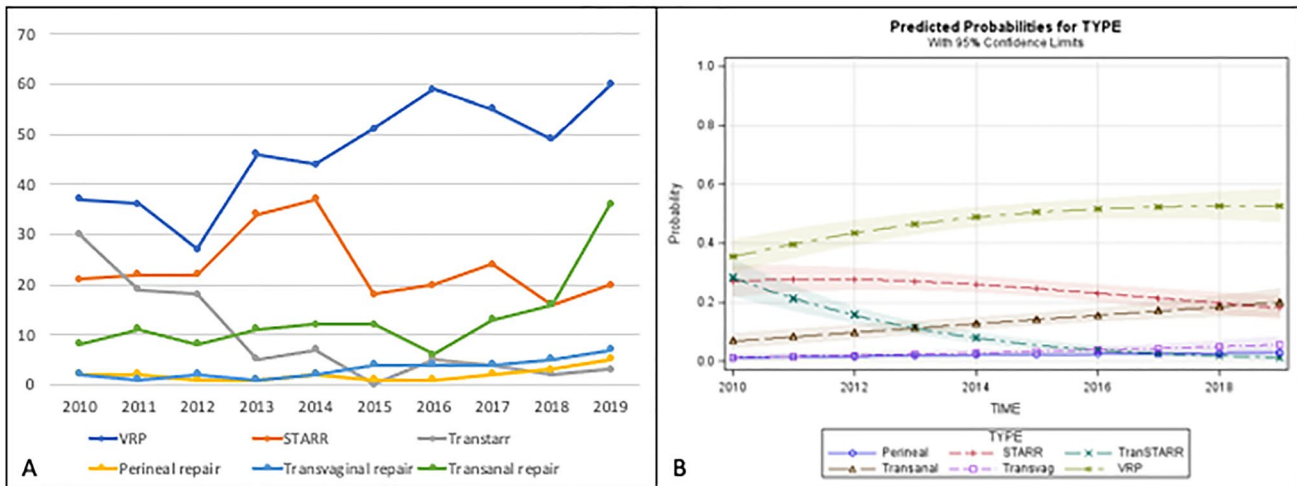 70
60
50
40
30
20
10
0
2010 2011 2012 2013 2014 2015 2016 2017 2018 2019
VRP STARR Transtarr
Perineal repair Transvaginal repair Transanal repair
A
Predicted Probabilities for TYPE
With 95% Confidence Limits
1.0
0.8
0.6
0.4
0.2
0.0
Probability
2010 2012 2014 2016 2018
TIME
TYPE
Perineal STARR TranSTARR
Transanal Transvag VRP
B